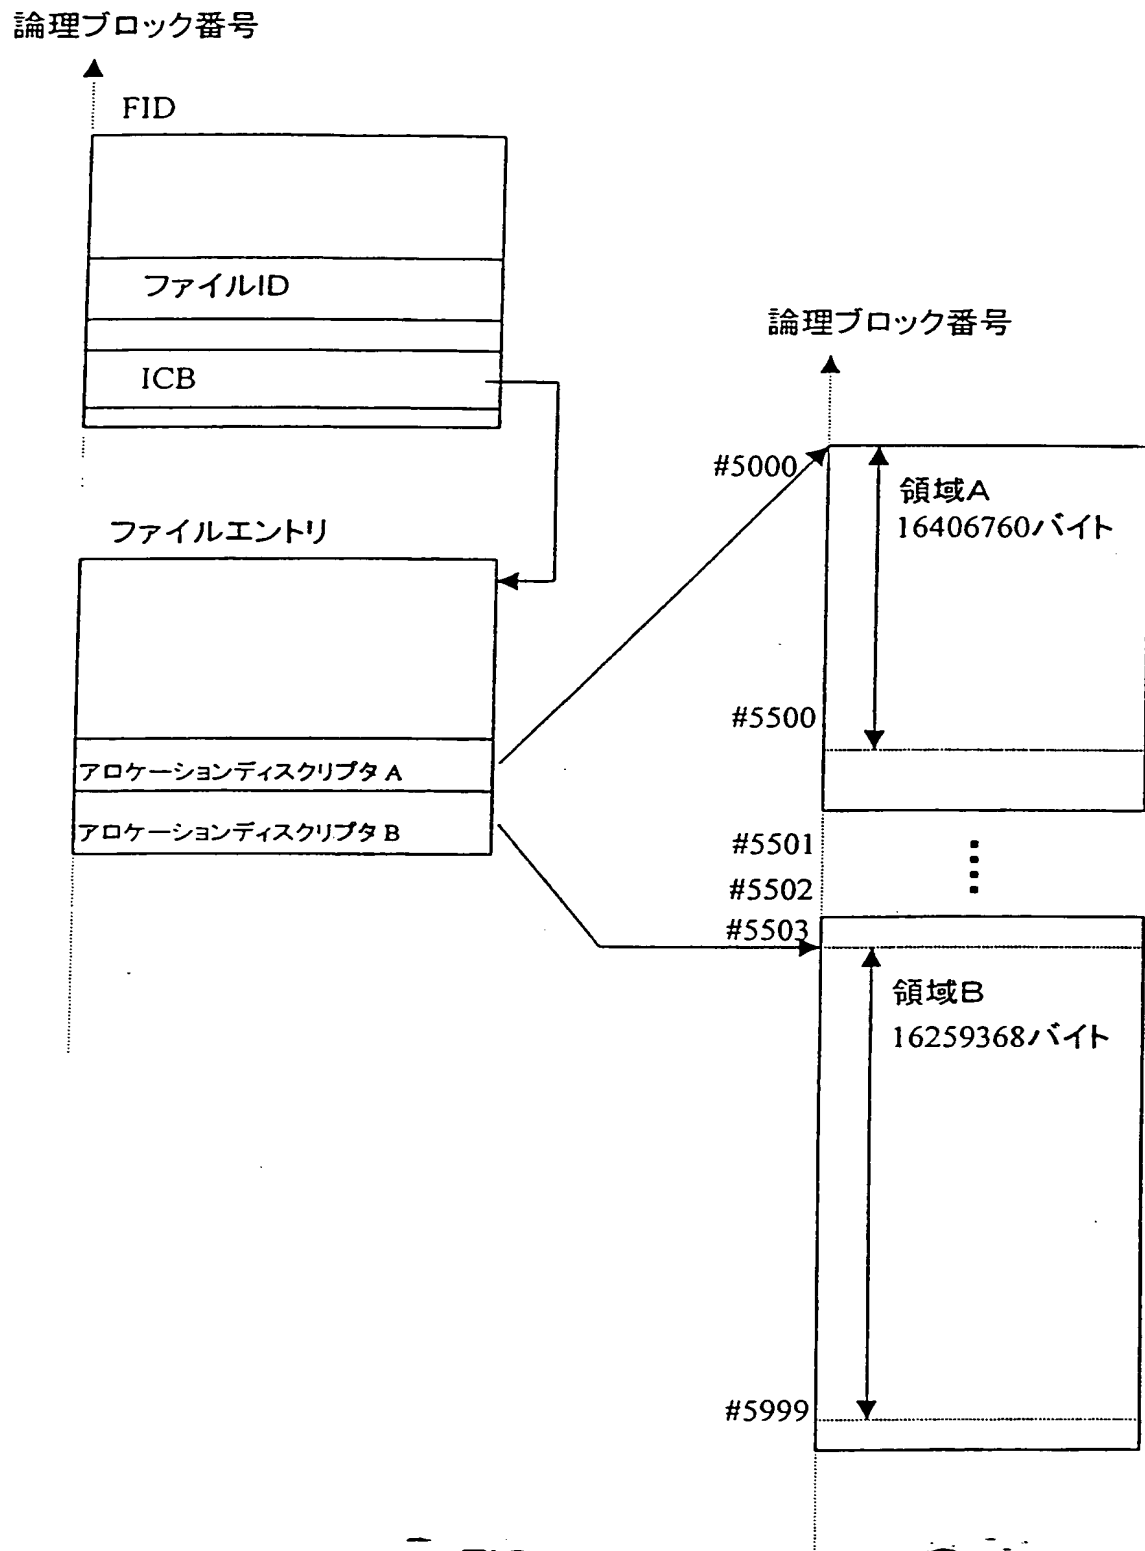 論理ブロック番号
FID
ファイルID
ICB
ファイルエントリ
アロケーションディスクリプタ A
アロケーションディスクリプタ B
論理ブロック番号
#5000
領域A
16406760バイト
#5500
#5501
#5502
#5503
領域B
16259368バイト
#5999